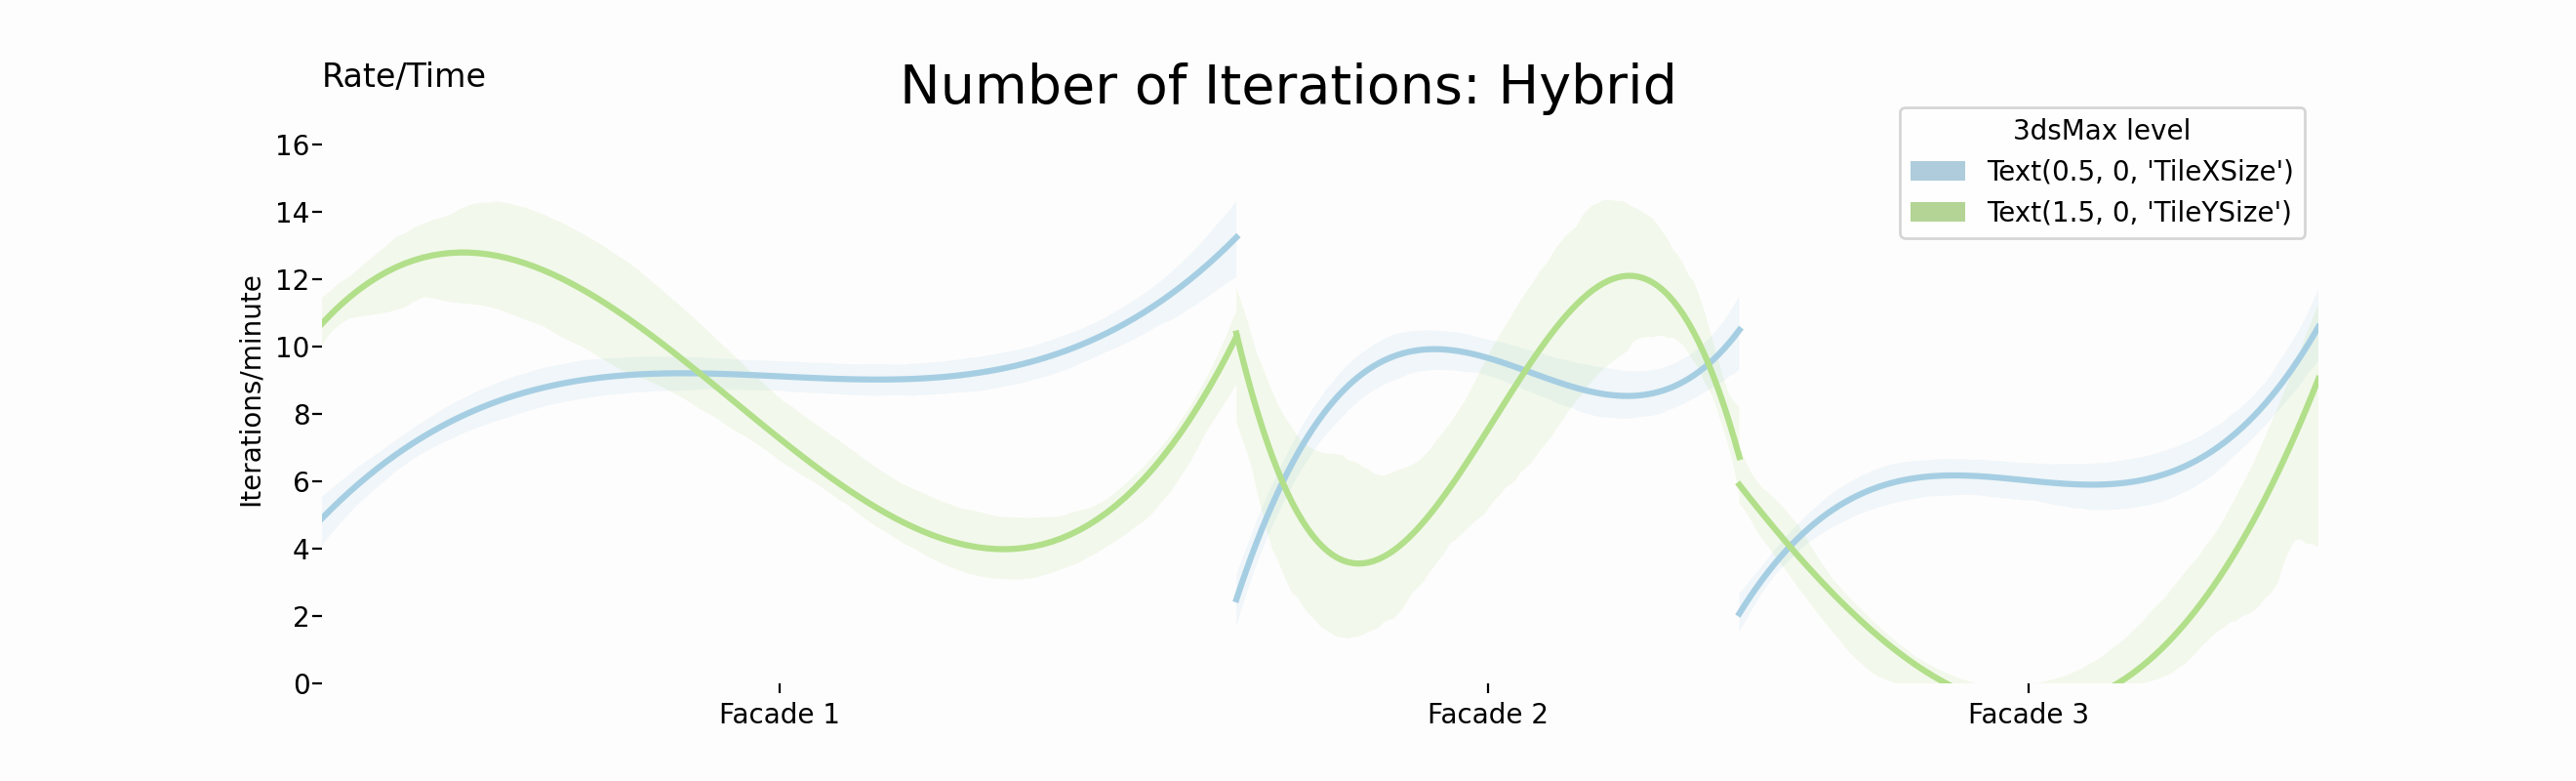 Rate/Time
Number of Iterations: Hybrid
3dsMax level
Text(0.5, 0, 'TileXSize')
Text(1.5, 0, 'TileYSize')
Iterations/minute
16
14
12
10
8
6
4
2
0
Facade 1
Facade 2
Facade 3